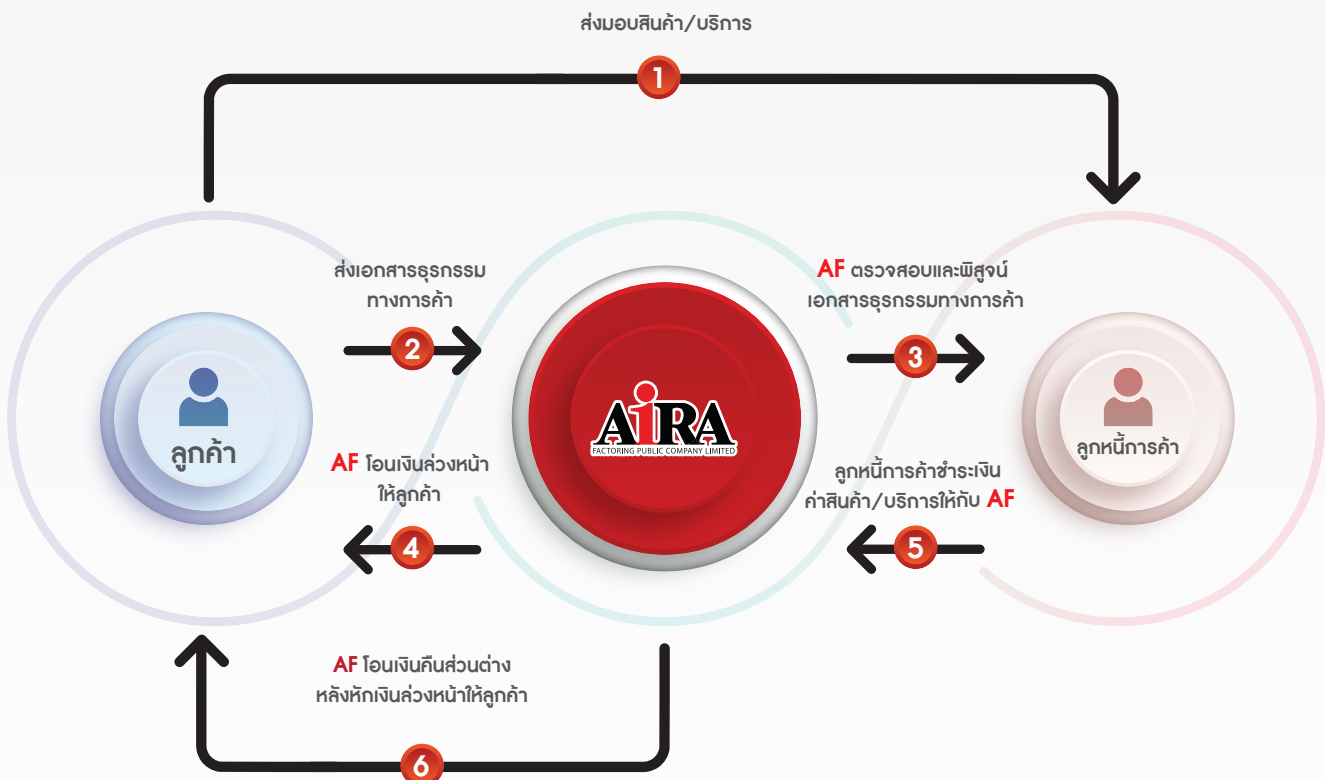 ส่งมอบสินค้า/บริการ
1
ส่งเอกสารธุรกรรม
ทางการค้า
2
AF ตรวจสอบและพิสูจน์
เอกสารธุรกรรมทางการค้า
3
ลูกค้า
AiRA
FACTORING PUBLIC COMPANY LIMITED
ลูกหนี้การค้า
AF โอนเงินล่วงหน้า
ให้ลูกค้า
4
ลูกหนี้การค้าชำระเงิน
ค่าสินค้า/บริการให้กับ AF
5
AF โอนเงินคืนส่วนต่าง
หลังหักเงินล่วงหน้าให้ลูกค้า
6